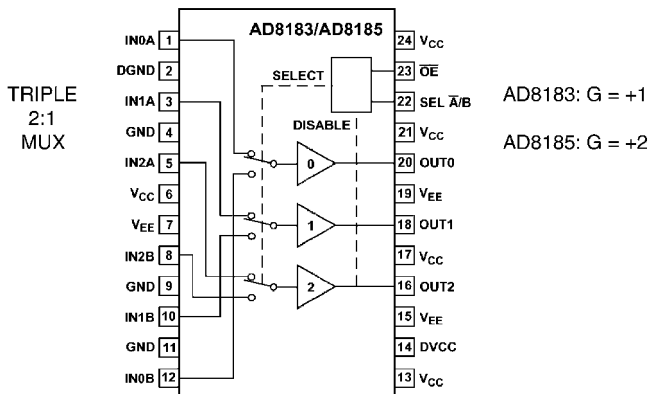 AD8183/AD8185
TRIPLE
2:1
MUX
IN0A 1
DGND 2
IN1A 3
GND 4
IN2A 5
VCC 6
VEE 7
IN2B 8
GND 9
IN1B 10
GND 11
IN0B 12
SELECT
DISABLE
0
1
2
24 VCC
23 OE
22 SEL A/B
21 VCC
20 OUT0
19 VEE
18 OUT1
17 VCC
16 OUT2
15 VEE
14 DVCC
13 VCC
AD8183: G = +1
AD8185: G = +2